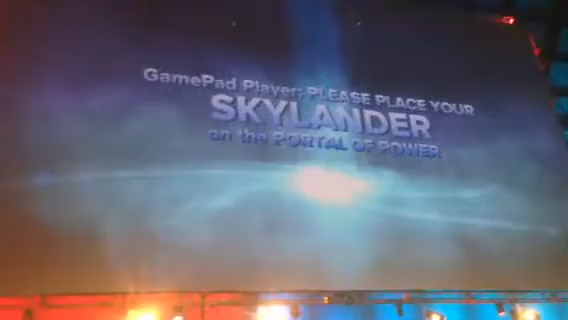 GamePad Player: PLEASE PLACE YOUR
SKYLANDER
on the PORTAL OF POWER